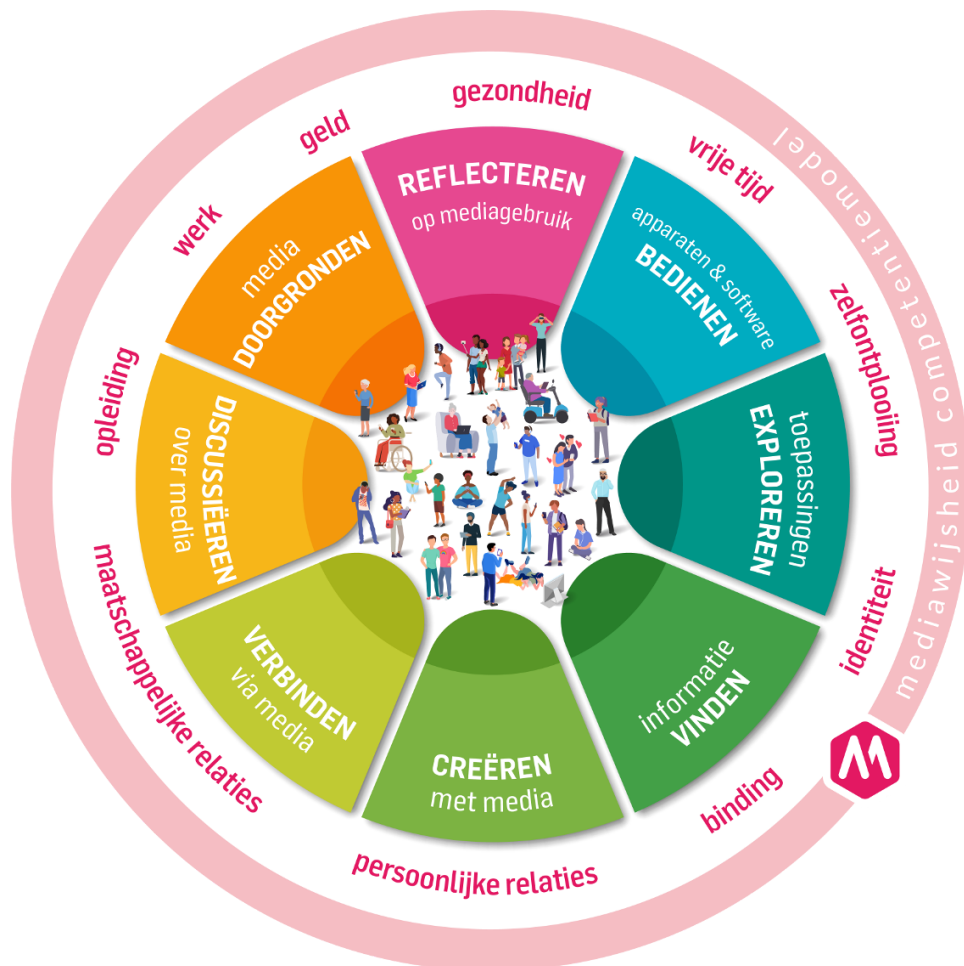 mediawijsheid competentiemodel
gezondheid
vrije tijd
zelfontplooiing
identiteit
binding
persoonlijke relaties
maatschappelijke relaties
opleiding
werk
geld
REFLECTEREN
op mediagebruik
apparaten & software
BEDIENEN
toepassingen
EXPLOREREN
informatie
VINDEN
CREËREN
met media
VERBINDEN
via media
DISCUSSIËEREN
over media
media
DOORGRONDEN